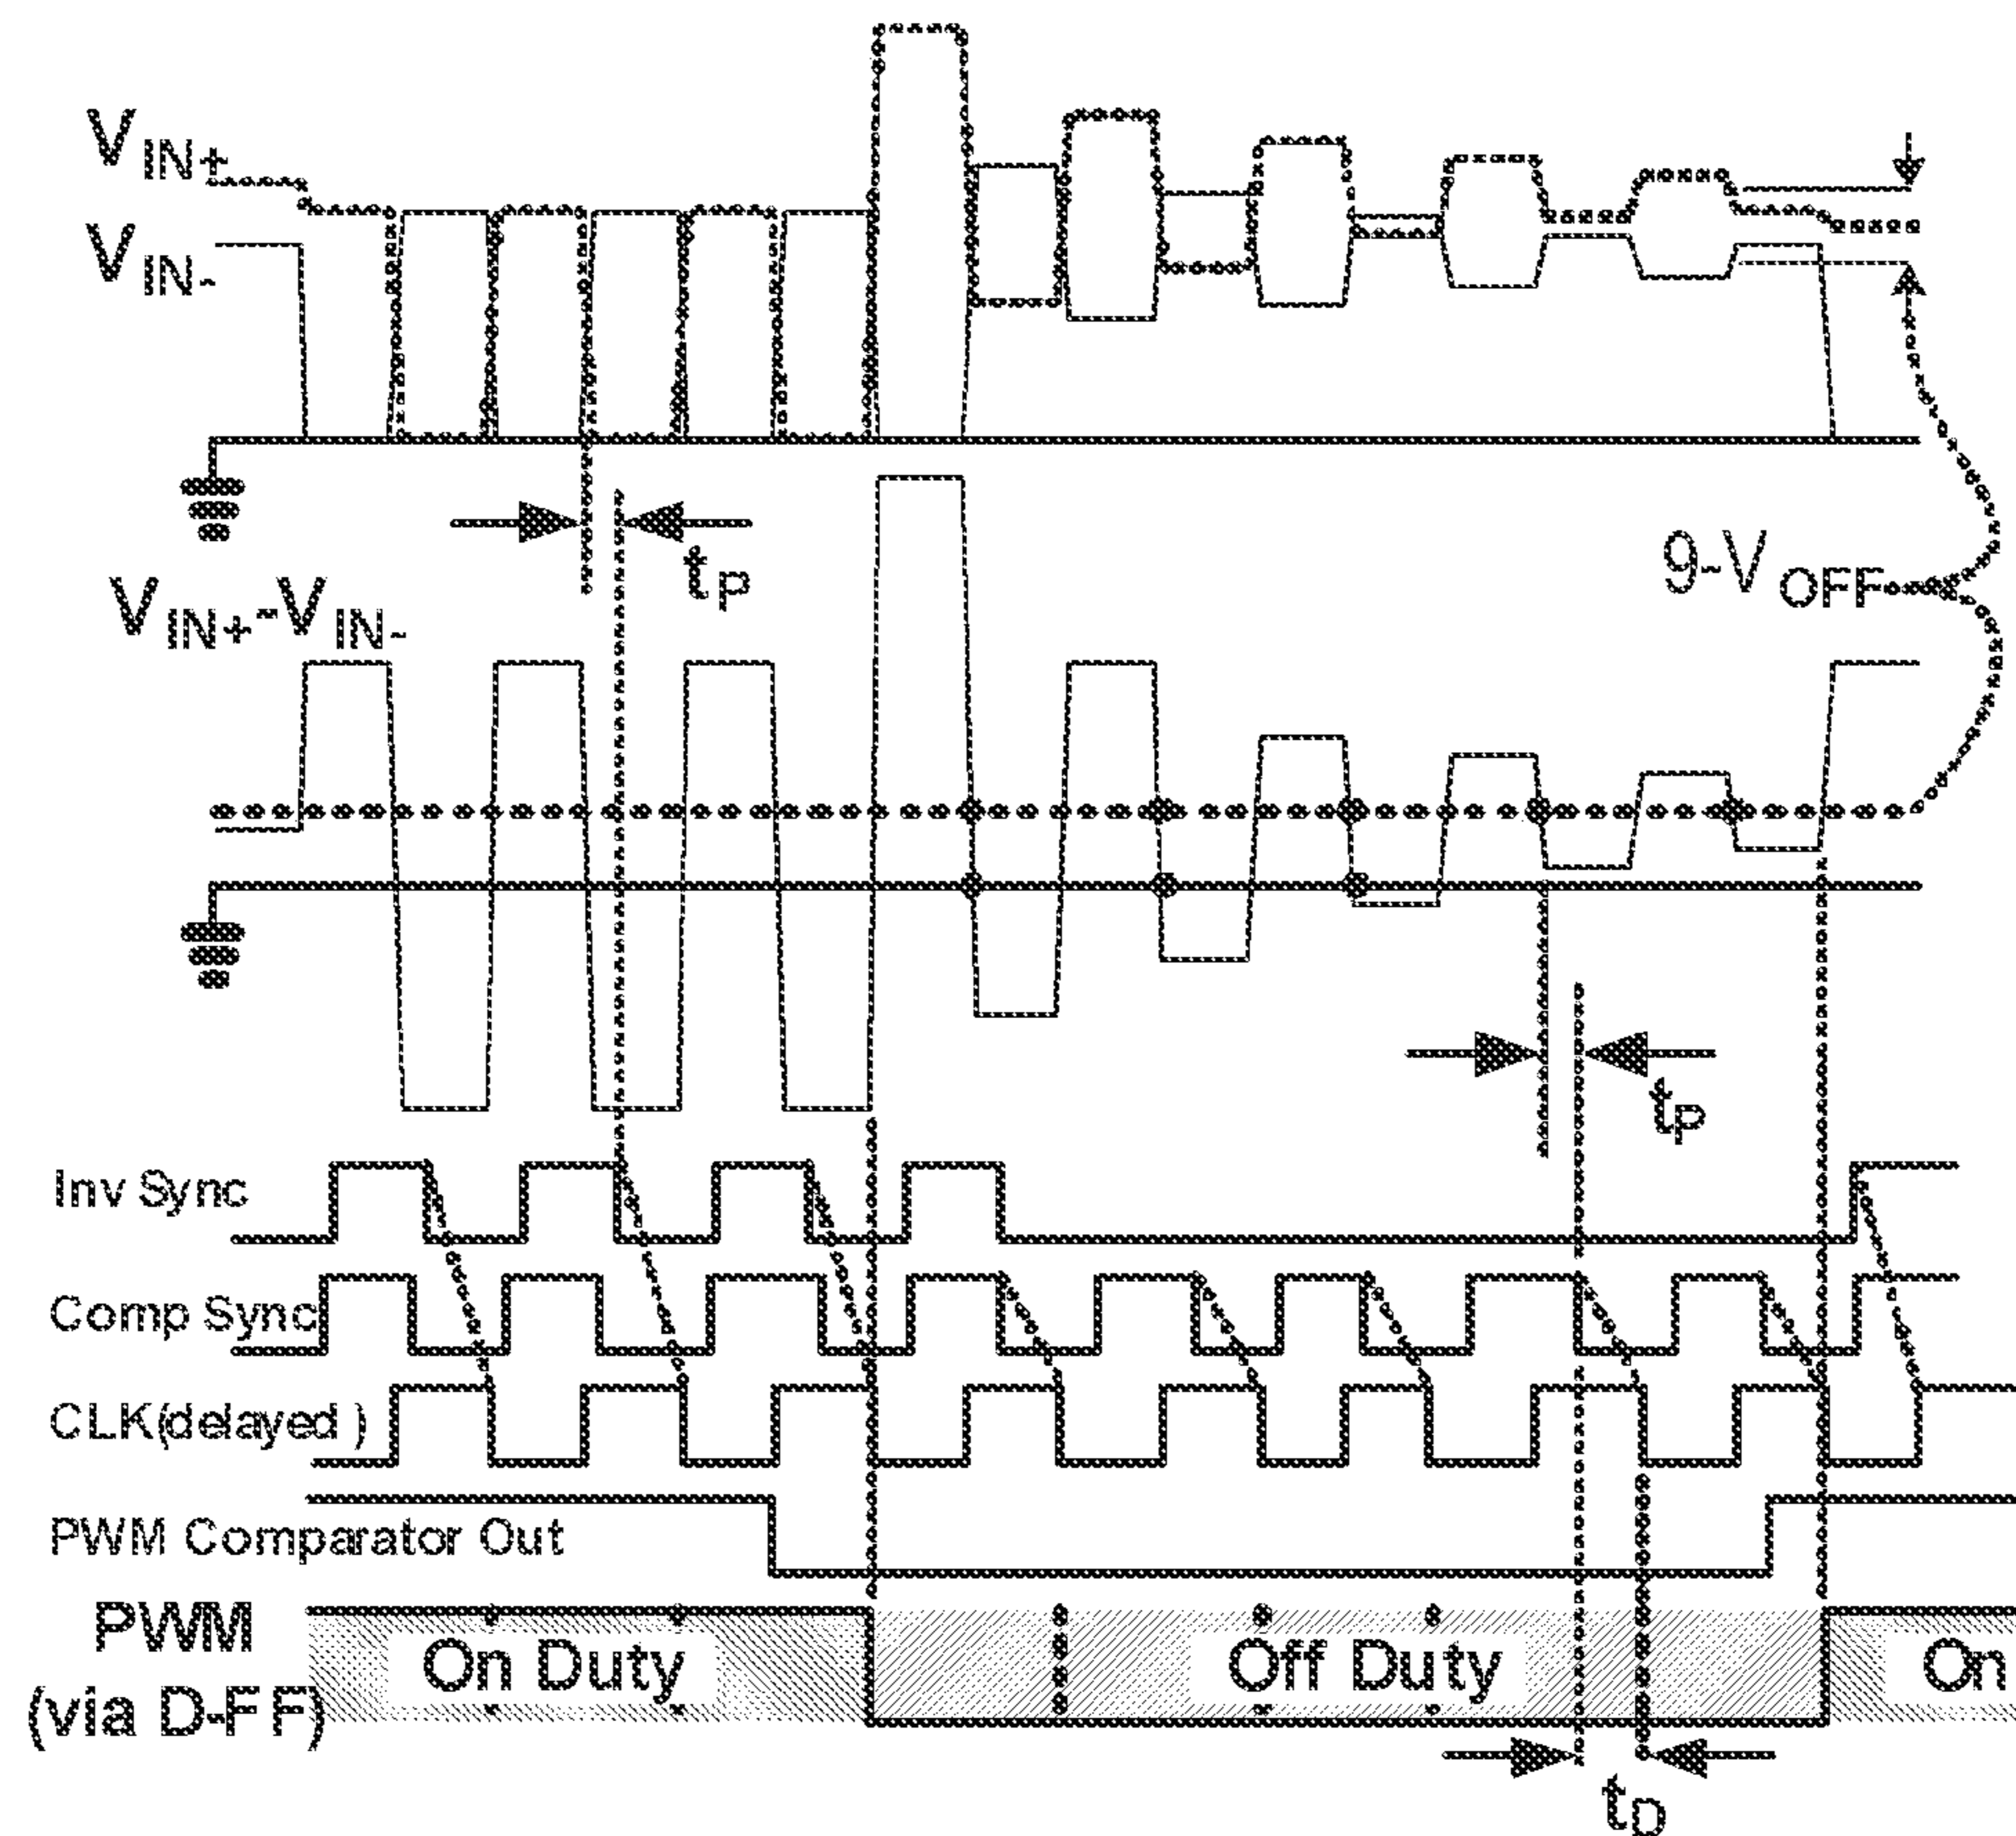 VIN+
VIN-
tP
9-VOFF
VIN+-VIN-
tP
Inv Sync
Comp Sync
CLK(delayed )
PWM Comparator Out
PWM
(via D-FF)
On Duty
Off Duty
On
tD